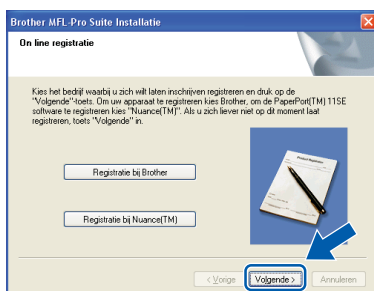 Brother MFL-Pro Suite Installatie
On line registratie
Kies het bedrijf waarbij u zich wilt laten inschrijven registreren en druk op de
"Volgende"-toets. Om uw apparaat te registreren kies Brother, om de PaperPort(TM) 11SE
software te registreren kies "Nuance(TM)". Als u zich liever niet op dit moment laat
registreren, toets "Volgende" in.
Product Registration
Registratie bij Brother
Registratie bij Nuance(TM)
< Vorige
Volgende >
Annuleren